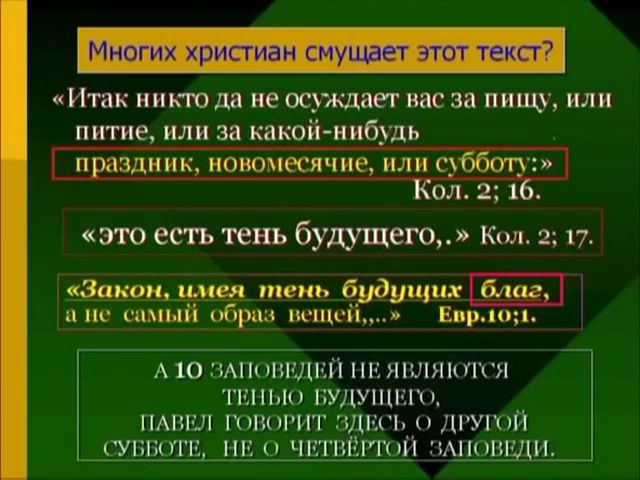 Многих христиан смущает этот текст?
«Итак никто да не осуждает вас за пищу, или
питие, или за какой-нибудь
праздник, новомесячие, или субботу:»
Кол. 2; 16.
«это есть тень будущего,.» Кол. 2; 17.
«Закон, имея тень будущих благ,
а не самый образ вещей,,..» Евр.10;1.
А 10 ЗАПОВЕДЕЙ НЕ ЯВЛЯЮТСЯ
ТЕНЬЮ БУДУЩЕГО,
ПАВЕЛ ГОВОРИТ ЗДЕСЬ О ДРУГОЙ
СУББОТЕ, НЕ О ЧЕТВЁРТОЙ ЗАПОВЕДИ.